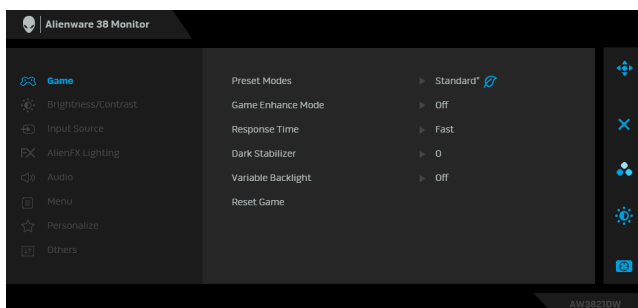 Alienware 38 Monitor
Game
Preset Modes Standard*
Brightness/Contrast
Game Enhance Mode Off
Input Source
Response Time Fast
FX AlienFX Lighting
Dark Stabilizer 0
Audio
Variable Backlight Off
Menu
Reset Game
Personalize
Others
AW3821DW